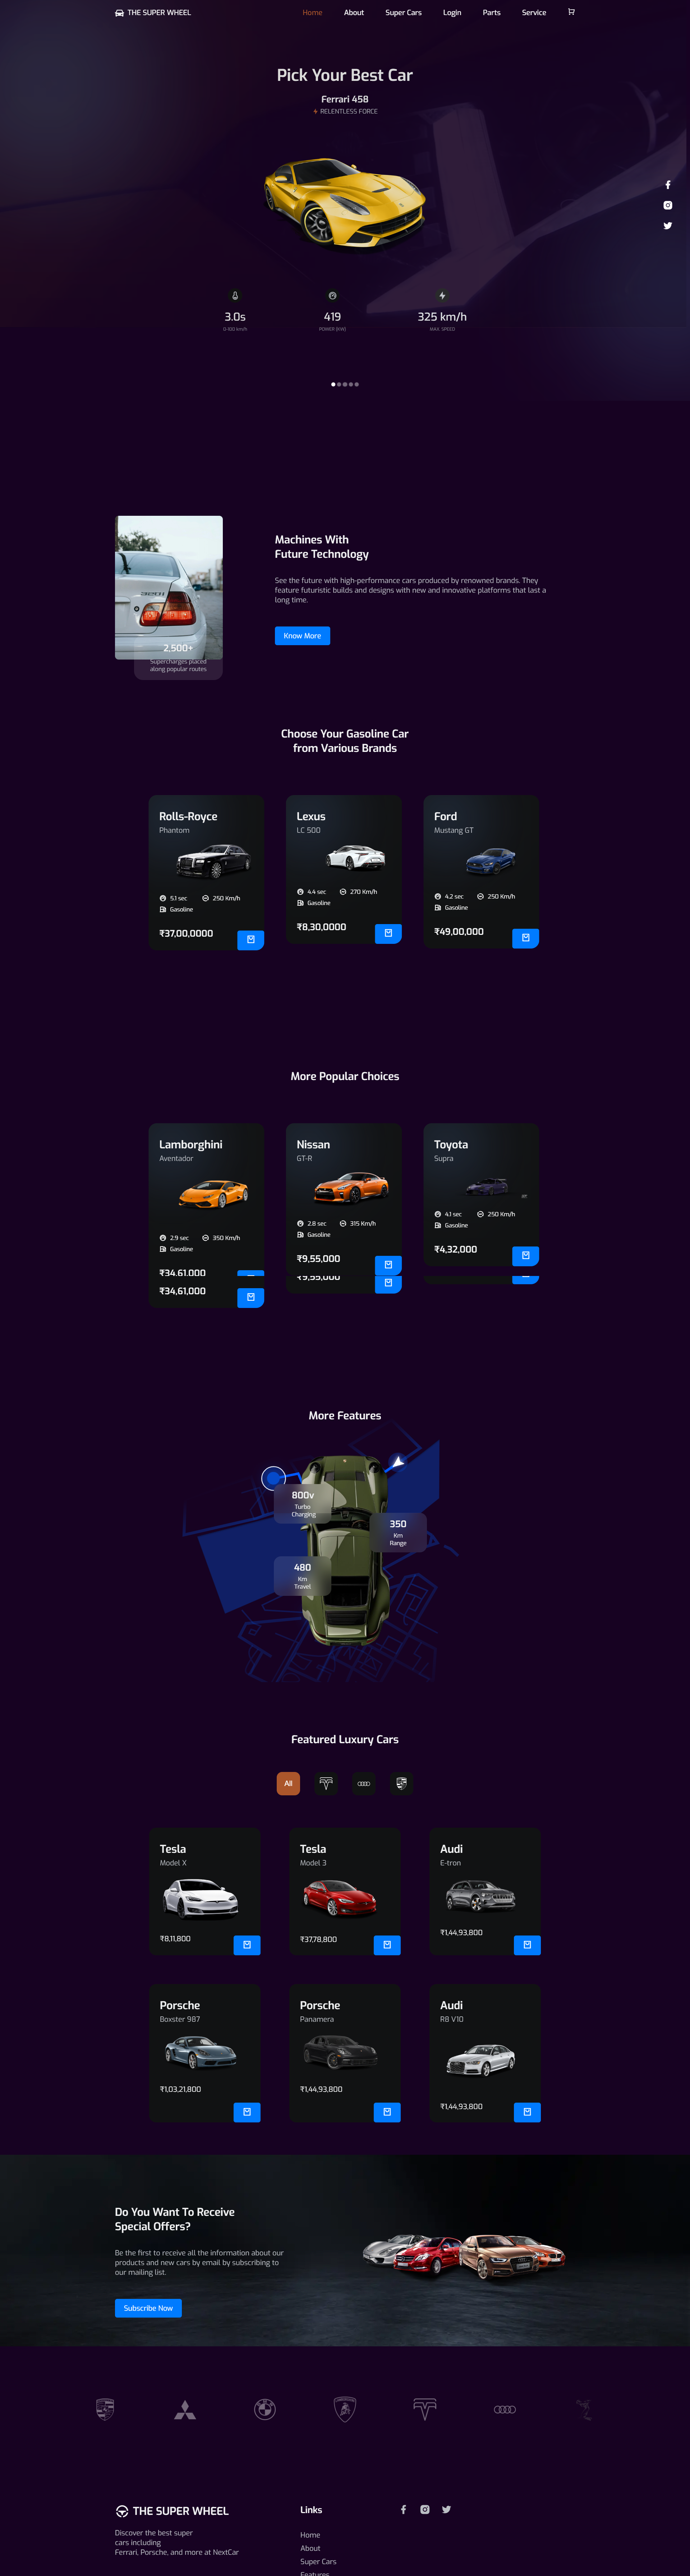 THE SUPER WHEEL
Home
About
Super Cars
Login
Parts
Service
Pick Your Best Car
Ferrari 458
RELENTLESS FORCE
3.0s
419
325 km/h
0-100 km/h
POWER (KW)
MAX. SPEED
Machines With
Future Technology
See the future with high-performance cars produced by renowned brands. They
feature futuristic builds and designs with new and innovative platforms that last a
long time.
Know More
2,500+
Supercharges placed
along popular routes
Choose Your Gasoline Car
from Various Brands
Rolls-Royce
Phantom
5.1 sec
250 Km/h
Gasoline
₹37,00,0000
Lexus
LC 500
4.4 sec
270 Km/h
Gasoline
₹8,30,0000
Ford
Mustang GT
4.2 sec
250 Km/h
Gasoline
₹49,00,000
More Popular Choices
Lamborghini
Aventador
2.9 sec
350 Km/h
Gasoline
₹34,61,000
₹34,61,000
Nissan
GT-R
2.8 sec
315 Km/h
Gasoline
₹9,55,000
₹9,55,000
Toyota
Supra
4.1 sec
250 Km/h
Gasoline
₹4,32,000
More Features
800v
Turbo
Charging
350
Km
Range
480
Km
Travel
Featured Luxury Cars
All
Tesla
Model X
₹8,11,800
Tesla
Model 3
₹37,78,800
Audi
E-tron
₹1,44,93,800
Porsche
Boxster 987
₹1,03,21,800
Porsche
Panamera
₹1,44,93,800
Audi
R8 V10
₹1,44,93,800
Do You Want To Receive
Special Offers?
Be the first to receive all the information about our
products and new cars by email by subscribing to
our mailing list.
Subscribe Now
THE SUPER WHEEL
Discover the best super
cars including
Ferrari, Porsche, and more at NextCar
Links
Home
About
Super Cars
Features